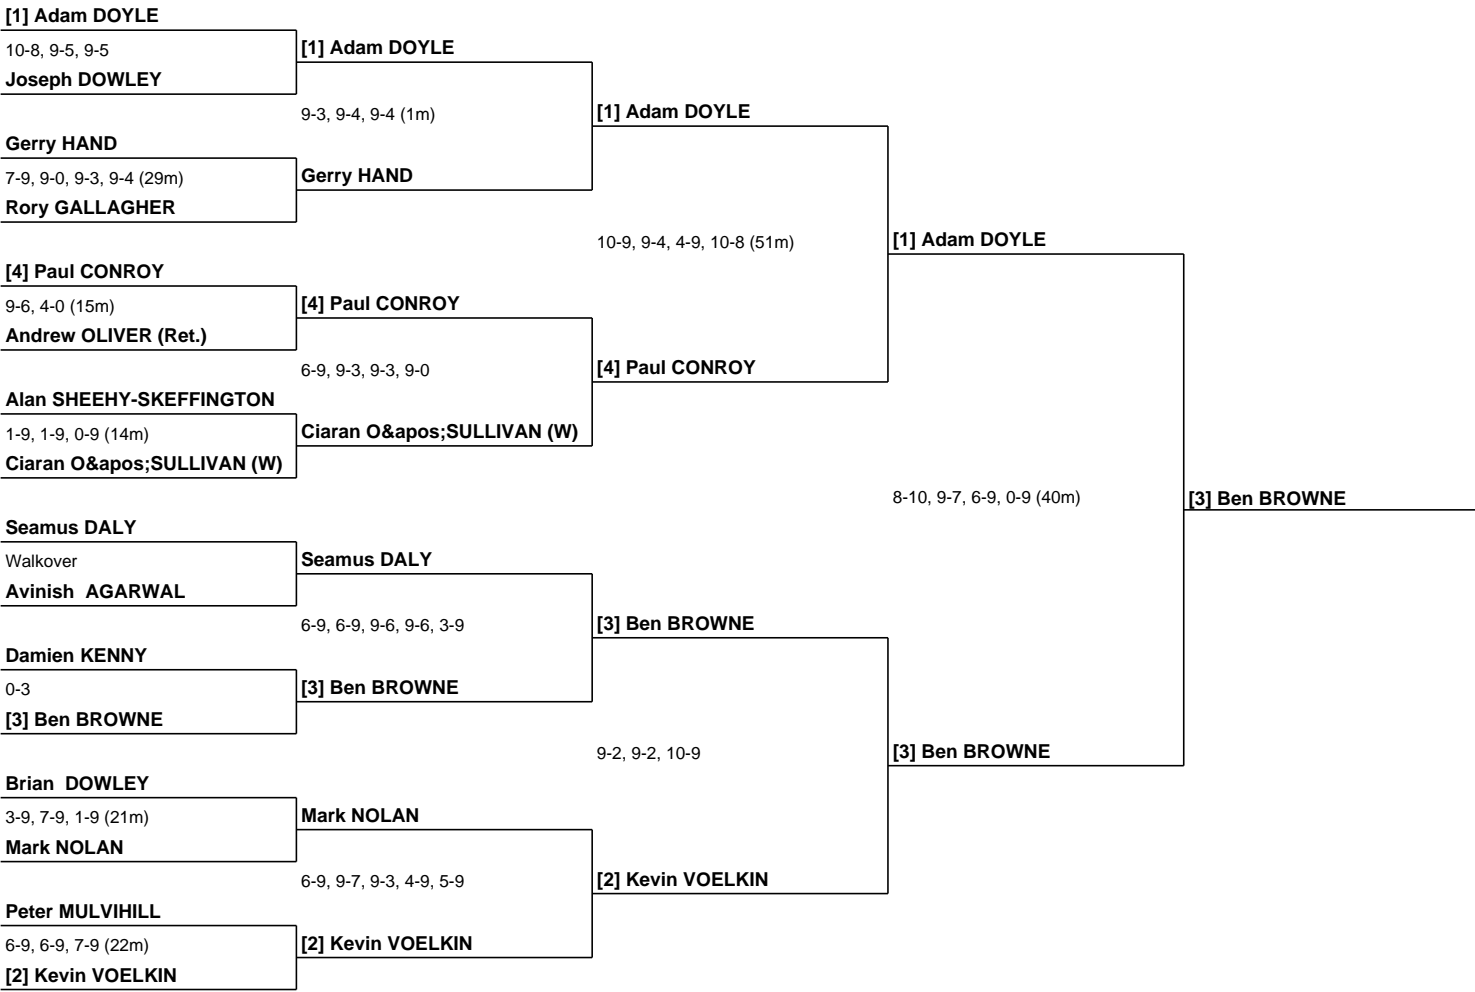 [1] Adam DOYLE
10-8, 9-5, 9-5
Joseph DOWLEY
Gerry HAND
7-9, 9-0, 9-3, 9-4 (29m)
Rory GALLAGHER
[4] Paul CONROY
9-6, 4-0 (15m)
Andrew OLIVER (Ret.)
Alan SHEEHY-SKEFFINGTON
1-9, 1-9, 0-9 (14m)
Ciaran O&apos;SULLIVAN (W)
Seamus DALY
Walkover
Avinish  AGARWAL
Damien KENNY
0-3
[3] Ben BROWNE
Brian  DOWLEY
3-9, 7-9, 1-9 (21m)
Mark NOLAN
Peter MULVIHILL
6-9, 6-9, 7-9 (22m)
[2] Kevin VOELKIN
[1] Adam DOYLE
9-3, 9-4, 9-4 (1m)
Gerry HAND
[4] Paul CONROY
6-9, 9-3, 9-3, 9-0
Ciaran O&apos;SULLIVAN (W)
Seamus DALY
6-9, 6-9, 9-6, 9-6, 3-9
[3] Ben BROWNE
Mark NOLAN
6-9, 9-7, 9-3, 4-9, 5-9
[2] Kevin VOELKIN
[1] Adam DOYLE
10-9, 9-4, 4-9, 10-8 (51m)
[4] Paul CONROY
[3] Ben BROWNE
9-2, 9-2, 10-9
[2] Kevin VOELKIN
[1] Adam DOYLE
8-10, 9-7, 6-9, 0-9 (40m)
[3] Ben BROWNE
[3] Ben BROWNE